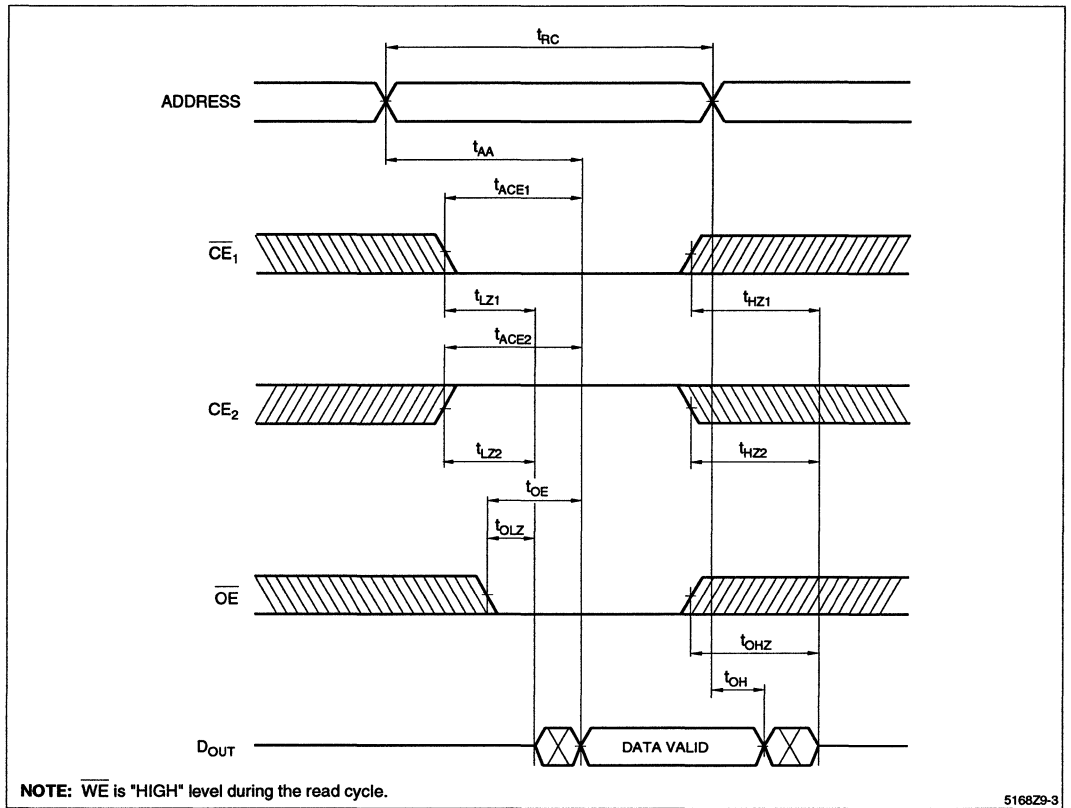 tRC
ADDRESS
tAA
tACE1
CE1
tLZ1
tHZ1
tACE2
CE2
tLZ2
tHZ2
tOE
tOLZ
OE
tOHZ
tOH
DOUT
DATA VALID
NOTE: WE is "HIGH" level during the read cycle.
5168Z9-3